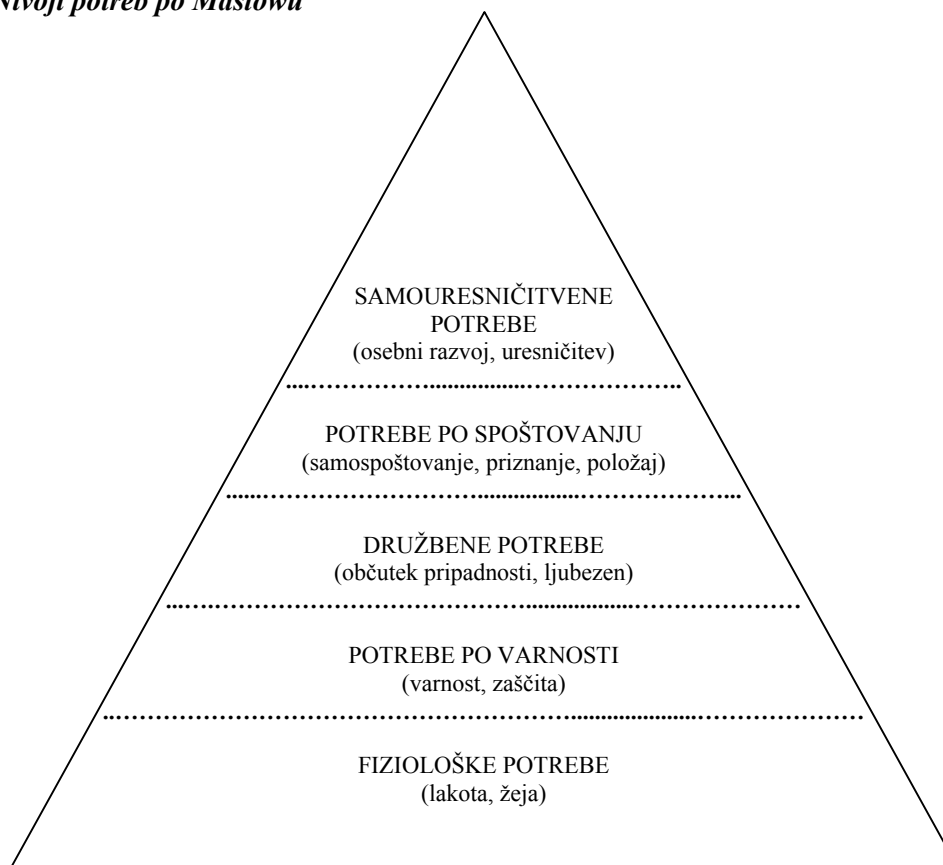 Nivoji potreb po Maslowu
SAMOURESNIČITVENE
POTREBE
(osebni razvoj, uresničitev)
POTREBE PO SPOŠTOVANJU
(samospoštovanje, priznanje, položaj)
DRUŽBENE POTREBE
(občutek pripadnosti, ljubezen)
POTREBE PO VARNOSTI
(varnost, zaščita)
FIZIOLOŠKE POTREBE
(lakota, žeja)